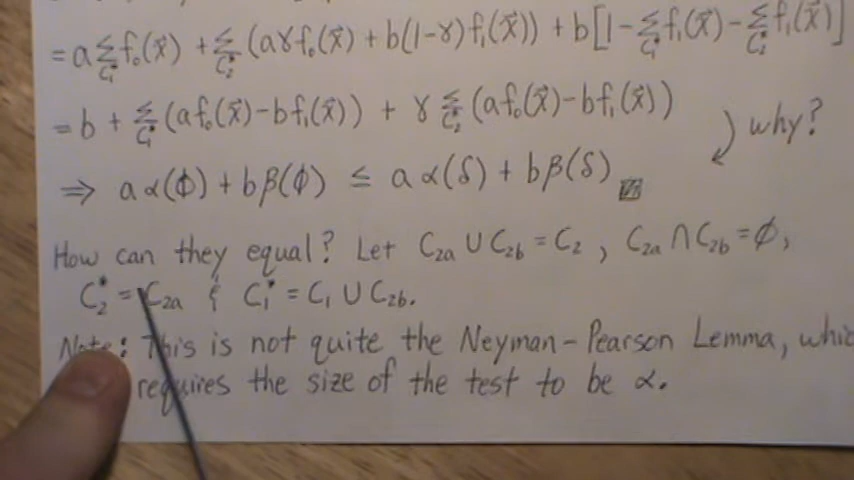 = a Σ_{C₁*} f₀(x⃗) + Σ_{C₂*} (aγf₀(x⃗) + b(1-γ)f₁(x⃗)) + b[1 - Σ_{C₁*} f₁(x⃗) - Σ_{C₂*} f₁(x⃗)]
= b + Σ_{C₁*} (af₀(x⃗) - bf₁(x⃗)) + γ Σ_{C₂*} (af₀(x⃗) - bf₁(x⃗))
why?
⇒ aα(ϕ) + bβ(ϕ) ≤ aα(δ) + bβ(δ)
How can they equal? Let C₂ₐ ∪ C₂b = C₂, C₂ₐ ∩ C₂b = ∅,
C₂* = C₂ₐ & C₁* = C₁ ∪ C₂b.
Note: This is not quite the Neyman-Pearson Lemma,
requires the size of the test to be α.